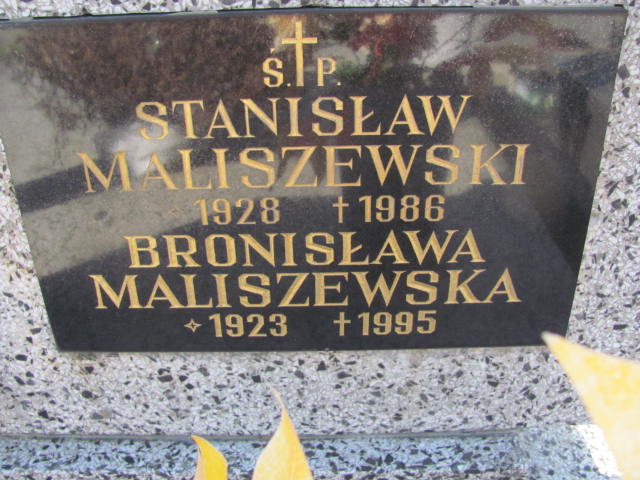 Ś. P.
STANISŁAW
MALISZEWSKI
1928 †1986
BRONISŁAWA
MALISZEWSKA
✧1923 †1995